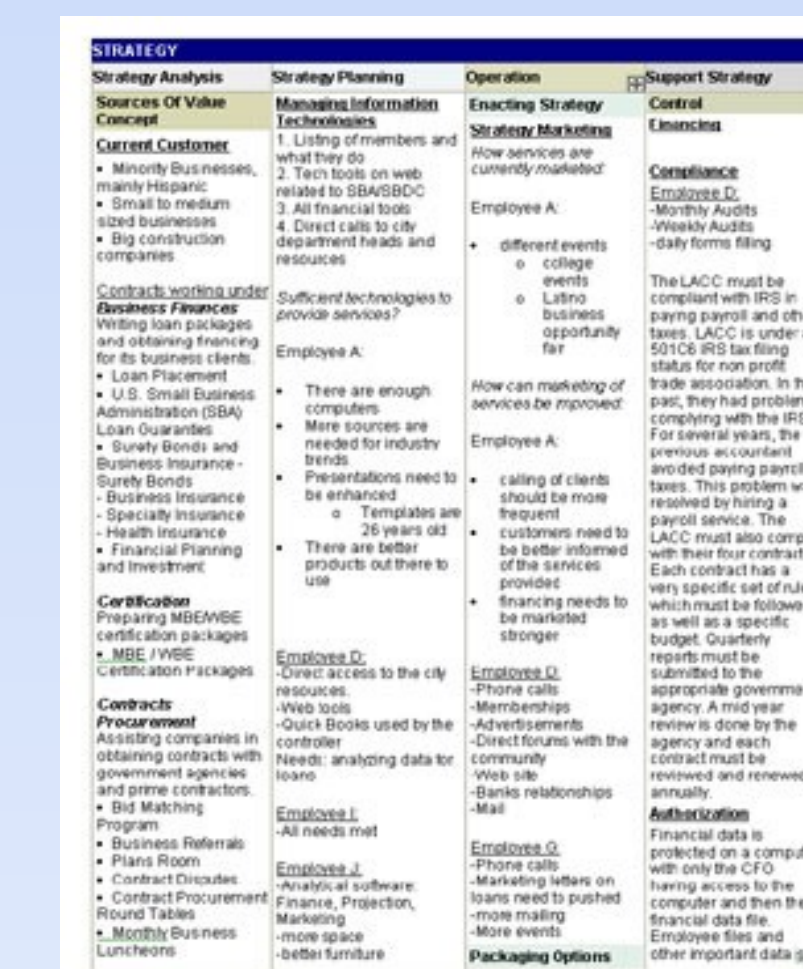 STRATEGY
Strategy Analysis
Sources Of Value
Concept
Current Customer
• Minority Businesses,
mainly Hispanic
• Small to medium
sized businesses
• Big construction
companies
Contracts working under
Business Finances
Writing loan packages
and obtaining financing
for its business clients.
• Loan Placement
• U.S. Small Business
Administration (SBA)
Loan Guaranties
• Surety Bonds and
Business Insurance -
Surety Bonds
- Business Insurance
- Specialty Insurance
- Health Insurance
• Financial Planning
and Investment
Certification
Preparing MBE/WBE
certification packages
• MBE / WBE
Certification Packages
Contracts
Procurement
Assisting companies in
obtaining contracts with
government agencies
and prime contractors.
• Bid Matching
Program
• Business Referrals
• Plans Room
• Contract Disputes
• Contract Procurement
Round Tables
• Monthly Business
Luncheons
Strategy Planning
Managing Information
Technologies
1. Listing of members and
what they do
2. Tech tools on web
related to SBA/SBDC
3. All financial tools
4. Direct calls to city
department heads and
resources
Sufficient technologies to
provide services?
Employee A:
• There are enough
computers
• More sources are
needed for industry
trends
• Presentations need to
be enhanced
o Templates are
26 years old
• There are better
products out there to
use
Employee D:
-Direct access to the city
resources.
-Web tools
-Quick Books used by the
controller
Needs: analyzing data for
loans
Employee I:
-All needs met
Employee J:
-Analytical software:
Finance, Projection,
Marketing
-more space
-better furniture
Operation
Enacting Strategy
Strategy Marketing
How services are
currently marketed:
Employee A:
• different events
o college
events
o Latino
business
opportunity
fair
How can marketing of
services be improved:
Employee A:
• calling of clients
should be more
frequent
• customers need to
be better informed
of the services
provided
• financing needs to
be marketed
stronger
Employee D:
-Phone calls
-Memberships
-Advertisements
-Direct forums with the
community
-Web site
-Banks relationships
-Mail
Employee G:
-Phone calls
-Marketing letters on
loans need to pushed
-more mailing
-More events
Packaging Options
Support Strategy
Control
Financing
Compliance
Employee D:
-Monthly Audits
-Weekly Audits
-daily forms filling
The LACC must be
compliant with IRS in
paying payroll and oth
taxes. LACC is under
501C6 IRS tax filing
status for non profit
trade association. In th
past, they had problem
complying with the IRS
For several years, the
previous accountant
avoided paying payroll
taxes. This problem w
resolved by hiring a
payroll service. The
LACC must also comp
with their four contract
Each contract has a
very specific set of rule
which must be followe
as well as a specific
budget. Quarterly
reports must be
submitted to the
appropriate governme
agency. A mid year
review is done by the
agency and each
contract must be
reviewed and renewed
annually.
Authorization
Financial data is
protected on a comput
with only the CFO
having access to the
computer and then the
financial data file.
Employee files and
other important data